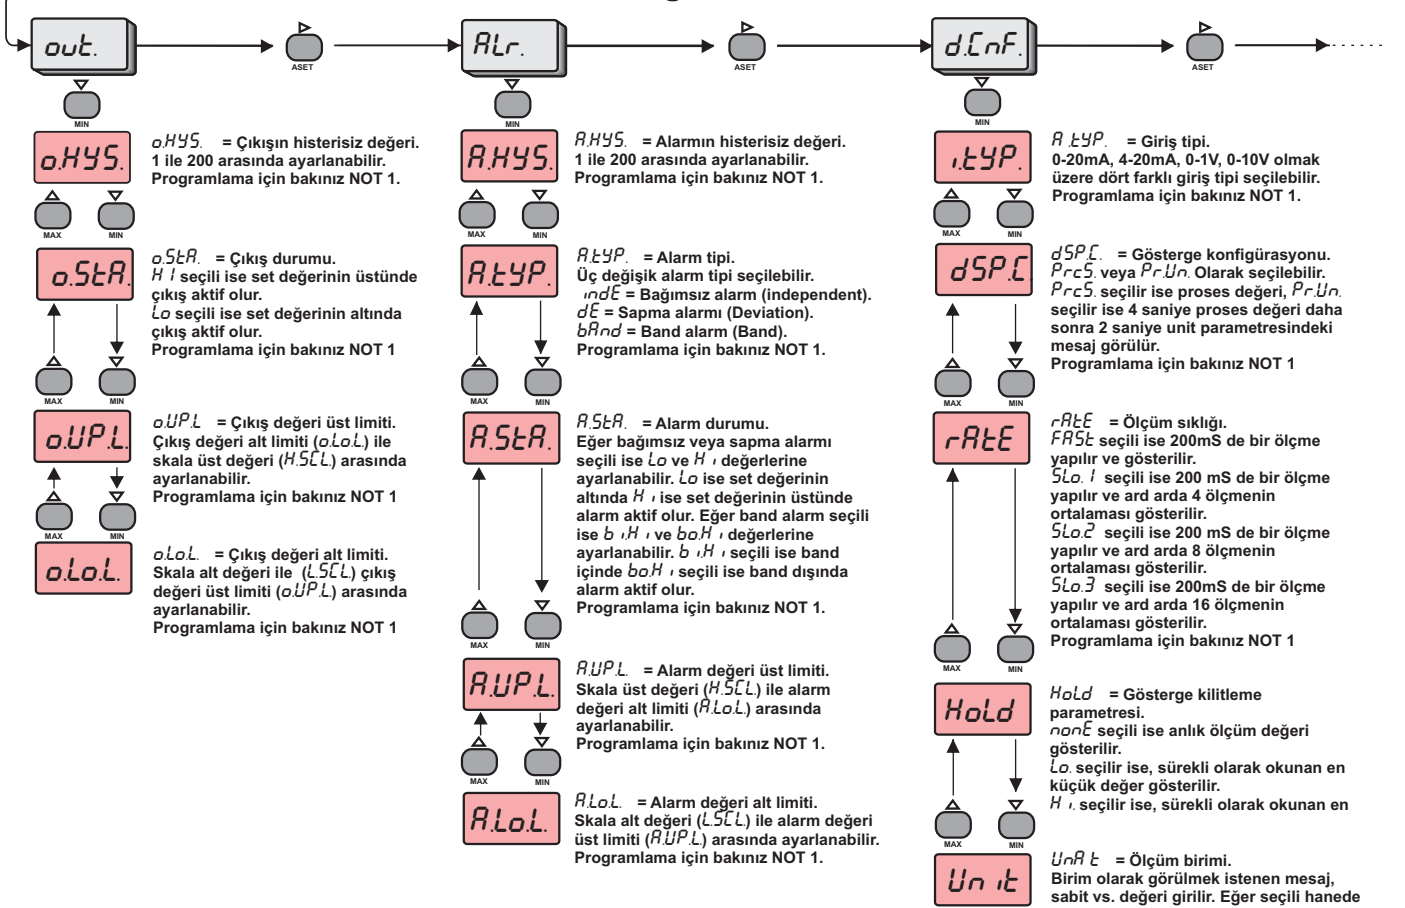 out.
ASET
MIN
o.HYS.
o.HYS. = Çıkışın histerisiz değeri.
1 ile 200 arasında ayarlanabilir.
Programlama için bakınız NOT 1.
MAX MIN
o.StA.
o.StA. = Çıkış durumu.
HI seçili ise set değerinin üstünde
çıkış aktif olur.
Lo seçili ise set değerinin altında
çıkış aktif olur.
Programlama için bakınız NOT 1
MAX MIN
o.UP.L.
o.UP.L = Çıkış değeri üst limiti.
Çıkış değeri alt limiti (o.Lo.L.) ile
skala üst değeri (H.SCL.) arasında
ayarlanabilir.
Programlama için bakınız NOT 1
MAX MIN
o.Lo.L.
o.Lo.L. = Çıkış değeri alt limiti.
Skala alt değeri ile (L.SCL.) çıkış
değeri üst limiti (o.UP.L.) arasında
ayarlanabilir.
Programlama için bakınız NOT 1
ALr.
ASET
MIN
A.HYS.
A.HYS. = Alarmın histerisiz değeri.
1 ile 200 arasında ayarlanabilir.
Programlama için bakınız NOT 1.
MAX MIN
A.tYP.
A.tYP. = Alarm tipi.
Üç değişik alarm tipi seçilebilir.
indE = Bağımsız alarm (independent).
dE = Sapma alarmı (Deviation).
bAnd = Band alarm (Band).
Programlama için bakınız NOT 1.
MAX MIN
A.StA.
A.StA. = Alarm durumu.
Eğer bağımsız veya sapma alarmı
seçili ise Lo ve Hi değerlerine
ayarlanabilir. Lo ise set değerinin
altında Hi ise set değerinin üstünde
alarm aktif olur. Eğer band alarm seçili
ise bi.Hi ve bo.Hi değerlerine
ayarlanabilir. bi.Hi seçili ise band
içinde bo.Hi seçili ise band dışında
alarm aktif olur.
Programlama için bakınız NOT 1.
MAX MIN
A.UP.L.
A.UP.L. = Alarm değeri üst limiti.
Skala üst değeri (H.SCL.) ile alarm
değeri alt limiti (A.Lo.L.) arasında
ayarlanabilir.
Programlama için bakınız NOT 1.
MAX MIN
A.Lo.L.
A.Lo.L. = Alarm değeri alt limiti.
Skala alt değeri (L.SCL.) ile alarm değeri
üst limiti (A.UP.L.) arasında ayarlanabilir.
Programlama için bakınız NOT 1.
d.CnF.
ASET
MIN
i.tYP.
A.tYP. = Giriş tipi.
0-20mA, 4-20mA, 0-1V, 0-10V olmak
üzere dört farklı giriş tipi seçilebilir.
Programlama için bakınız NOT 1.
MAX MIN
dSP.C.
dSP.C. = Gösterge konfigürasyonu.
PrcS. veya Pr.Un. Olarak seçilebilir.
PrcS. seçilir ise proses değeri, Pr.Un.
seçilir ise 4 saniye proses değeri daha
sonra 2 saniye unit parametresindeki
mesaj görülür.
Programlama için bakınız NOT 1
MAX MIN
rAtE
rAtE = Ölçüm sıklığı.
FASt seçili ise 200mS de bir ölçme
yapılır ve gösterilir.
SLo.1 seçili ise 200 mS de bir ölçme
yapılır ve ard arda 4 ölçmenin
ortalaması gösterilir.
SLo.2 seçili ise 200 mS de bir ölçme
yapılır ve ard arda 8 ölçmenin
ortalaması gösterilir.
SLo.3 seçili ise 200mS de bir ölçme
yapılır ve ard arda 16 ölçmenin
ortalaması gösterilir.
Programlama için bakınız NOT 1
MAX MIN
HoLd
HoLd = Gösterge kilitleme
parametresi.
nonE seçili ise anlık ölçüm değeri
gösterilir.
Lo. seçilir ise, sürekli olarak okunan en
küçük değer gösterilir.
Hi. seçilir ise, sürekli olarak okunan en
MAX MIN
Unit
UnAt = Ölçüm birimi.
Birim olarak görülmek istenen mesaj,
sabit vs. değeri girilir. Eğer seçili hanede